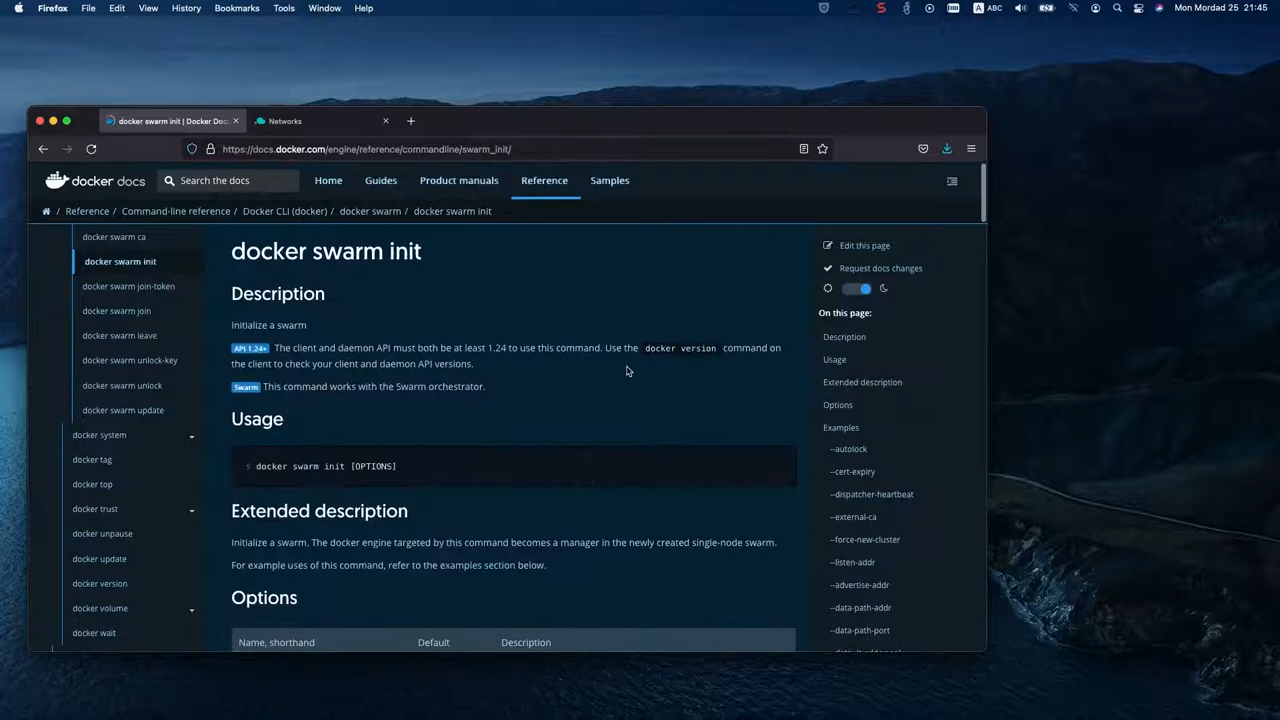 Firefox File Edit View History Bookmarks Tools Window Help ABC Mon Mordad 25 21:45
docker swarm init | Docker Docu Networks
https://docs.docker.com/engine/reference/commandline/swarm_init/
docker docs Search the docs Home Guides Product manuals Reference Samples
/ Reference / Command-line reference / Docker CLI (docker) / docker swarm / docker swarm init
docker swarm ca
docker swarm init
docker swarm join-token
docker swarm join
docker swarm leave
docker swarm unlock-key
docker swarm unlock
docker swarm update
docker system
docker tag
docker top
docker trust
docker unpause
docker update
docker version
docker volume
docker wait
docker swarm init
Description
Initialize a swarm
API 1.24+ The client and daemon API must both be at least 1.24 to use this command. Use the docker version command on
the client to check your client and daemon API versions.
Swarm This command works with the Swarm orchestrator.
Usage
$ docker swarm init [OPTIONS]
Extended description
Initialize a swarm. The docker engine targeted by this command becomes a manager in the newly created single-node swarm.
For example uses of this command, refer to the examples section below.
Options
Name, shorthand Default Description
Edit this page
Request docs changes
On this page:
Description
Usage
Extended description
Options
Examples
--autolock
--cert-expiry
--dispatcher-heartbeat
--external-ca
--force-new-cluster
--listen-addr
--advertise-addr
--data-path-addr
--data-path-port